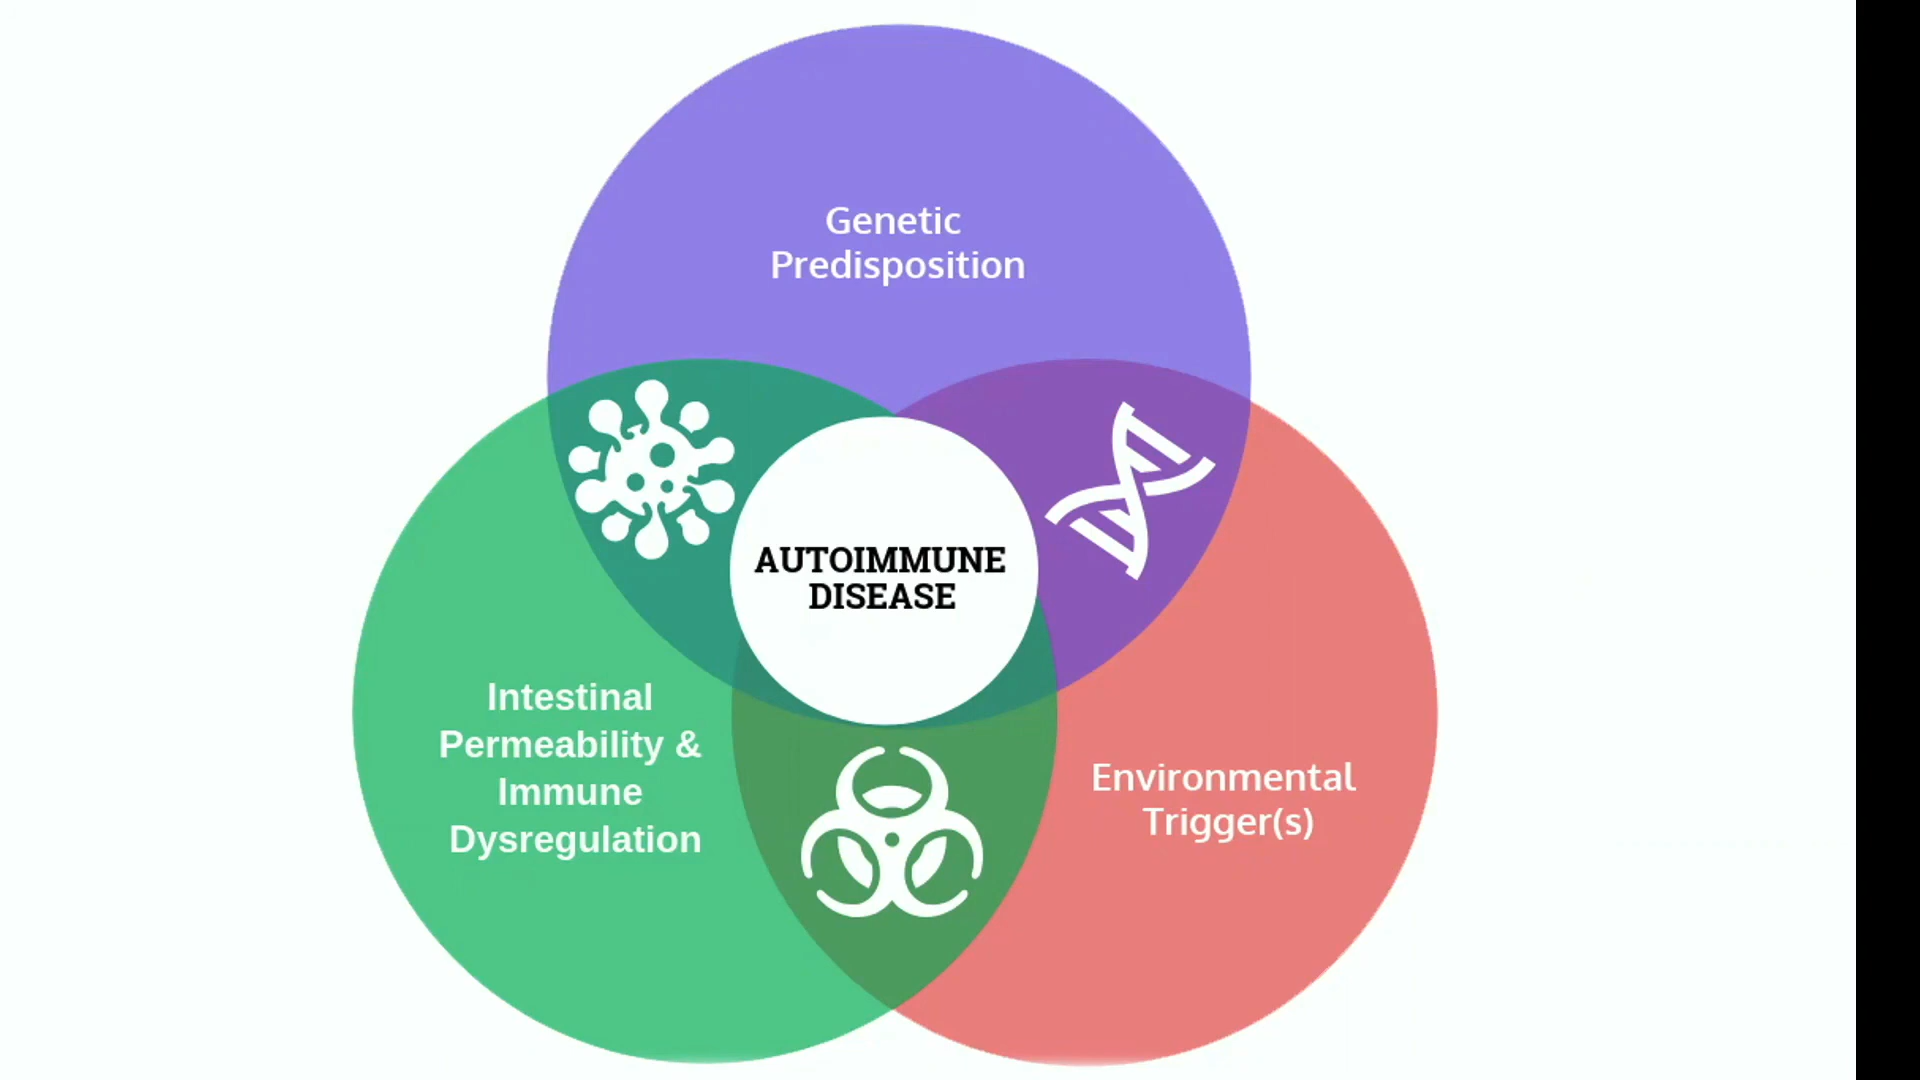 Genetic
Predisposition
AUTOIMMUNE
DISEASE
Intestinal
Permeability &
Immune
Dysregulation
Environmental
Trigger(s)